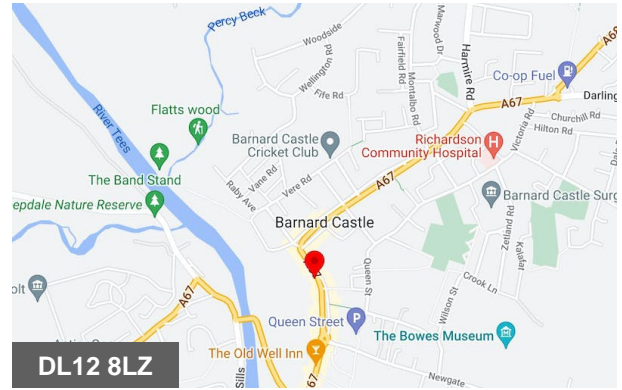 Percy Beck
Woodside
Marwood Dr
Harmire Rd
A68
Wellington Rd
Fairfield Rd
Montalbo Rd
Fife Rd
Co-op Fuel
A67
Darling
Flatts wood
River Tees
Barnard Castle
Cricket Club
Richardson
Community Hospital
Victoria Rd
Churchill Rd
Hilton Rd
The Band Stand
Vane Rd
Vere Rd
A67
Raby Ave
eepdale Nature Reserve
Barnard Castle Surg
Barnard Castle
Zetland Rd
Kalafat
Queen St
Crook Ln
Wilson St
olt
A67
Queen Street
The Bowes Museum
The Old Well Inn
Newgate
Sills
A67
DL12 8LZ